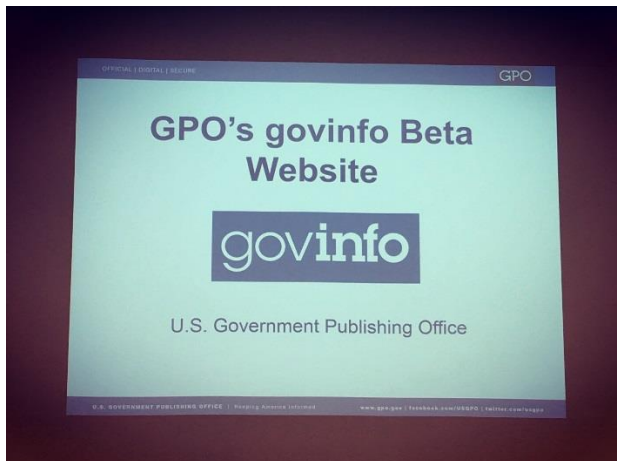 OFFICIAL | DIGITAL | SECURE
GPO
GPO's govinfo Beta
Website
govinfo
U.S. Government Publishing Office
U.S. GOVERNMENT PUBLISHING OFFICE | Keeping America Informed
www.gpo.gov | facebook.com/USGPO | twitter.com/usgpo